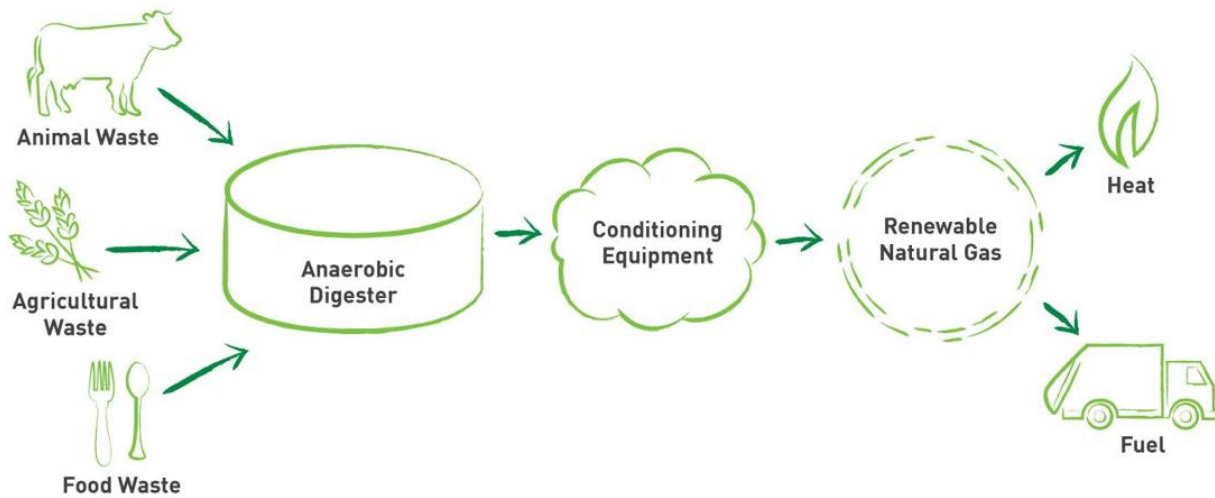 Animal Waste
Agricultural
Waste
Food Waste
Anaerobic
Digester
Conditioning
Equipment
Renewable
Natural Gas
Heat
Fuel